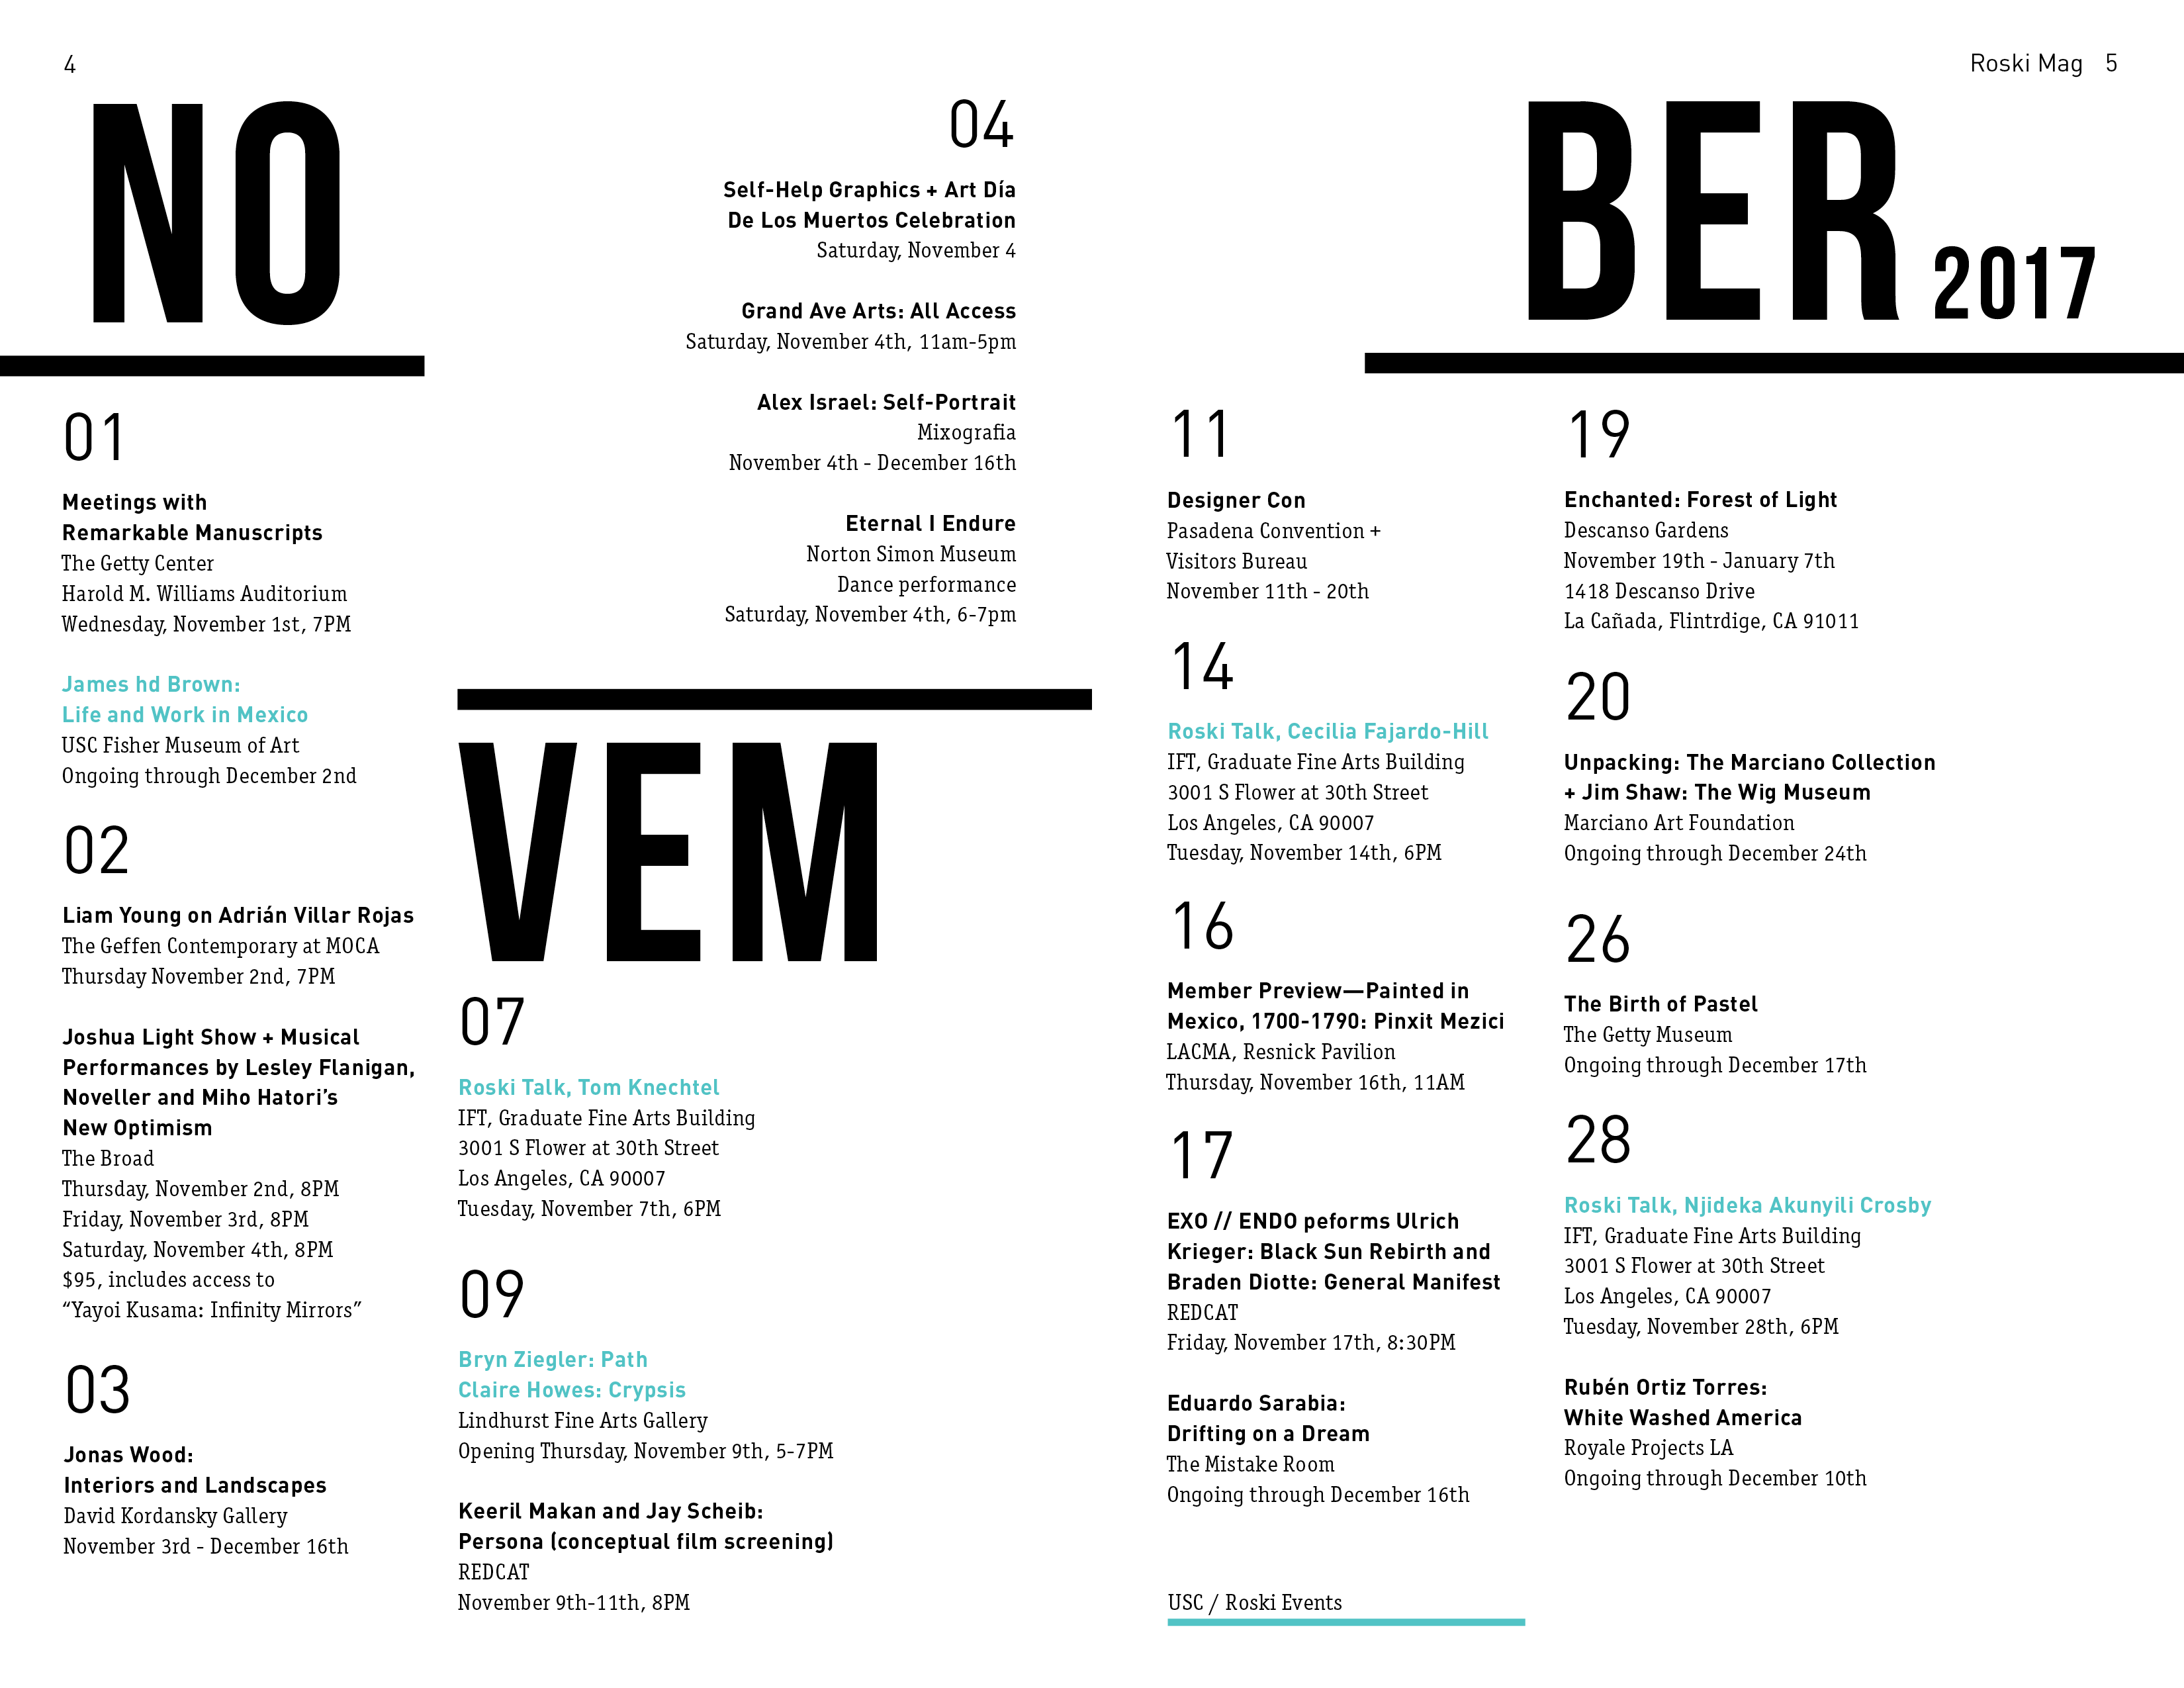 4
NO
01
Meetings with
Remarkable Manuscripts
The Getty Center
Harold M. Williams Auditorium
Wednesday, November 1st, 7PM
James hd Brown:
Life and Work in Mexico
USC Fisher Museum of Art
Ongoing through December 2nd
02
Liam Young on Adrián Villar Rojas
The Geffen Contemporary at MOCA
Thursday November 2nd, 7PM
Joshua Light Show + Musical
Performances by Lesley Flanigan,
Noveller and Miho Hatori’s
New Optimism
The Broad
Thursday, November 2nd, 8PM
Friday, November 3rd, 8PM
Saturday, November 4th, 8PM
$95, includes access to
“Yayoi Kusama: Infinity Mirrors”
03
Jonas Wood:
Interiors and Landscapes
David Kordansky Gallery
November 3rd - December 16th
04
Self-Help Graphics + Art Día
De Los Muertos Celebration
Saturday, November 4
Grand Ave Arts: All Access
Saturday, November 4th, 11am-5pm
Alex Israel: Self-Portrait
Mixografia
November 4th - December 16th
Eternal I Endure
Norton Simon Museum
Dance performance
Saturday, November 4th, 6-7pm
VEM
07
Roski Talk, Tom Knechtel
IFT, Graduate Fine Arts Building
3001 S Flower at 30th Street
Los Angeles, CA 90007
Tuesday, November 7th, 6PM
09
Bryn Ziegler: Path
Claire Howes: Crypsis
Lindhurst Fine Arts Gallery
Opening Thursday, November 9th, 5-7PM
Keeril Makan and Jay Scheib:
Persona (conceptual film screening)
REDCAT
November 9th-11th, 8PM
Roski Mag 5
BER 2017
11
Designer Con
Pasadena Convention +
Visitors Bureau
November 11th - 20th
14
Roski Talk, Cecilia Fajardo-Hill
IFT, Graduate Fine Arts Building
3001 S Flower at 30th Street
Los Angeles, CA 90007
Tuesday, November 14th, 6PM
16
Member Preview—Painted in
Mexico, 1700-1790: Pinxit Mezici
LACMA, Resnick Pavilion
Thursday, November 16th, 11AM
17
EXO // ENDO peforms Ulrich
Krieger: Black Sun Rebirth and
Braden Diotte: General Manifest
REDCAT
Friday, November 17th, 8:30PM
Eduardo Sarabia:
Drifting on a Dream
The Mistake Room
Ongoing through December 16th
USC / Roski Events
19
Enchanted: Forest of Light
Descanso Gardens
November 19th - January 7th
1418 Descanso Drive
La Cañada, Flintrdige, CA 91011
20
Unpacking: The Marciano Collection
+ Jim Shaw: The Wig Museum
Marciano Art Foundation
Ongoing through December 24th
26
The Birth of Pastel
The Getty Museum
Ongoing through December 17th
28
Roski Talk, Njideka Akunyili Crosby
IFT, Graduate Fine Arts Building
3001 S Flower at 30th Street
Los Angeles, CA 90007
Tuesday, November 28th, 6PM
Rubén Ortiz Torres:
White Washed America
Royale Projects LA
Ongoing through December 10th